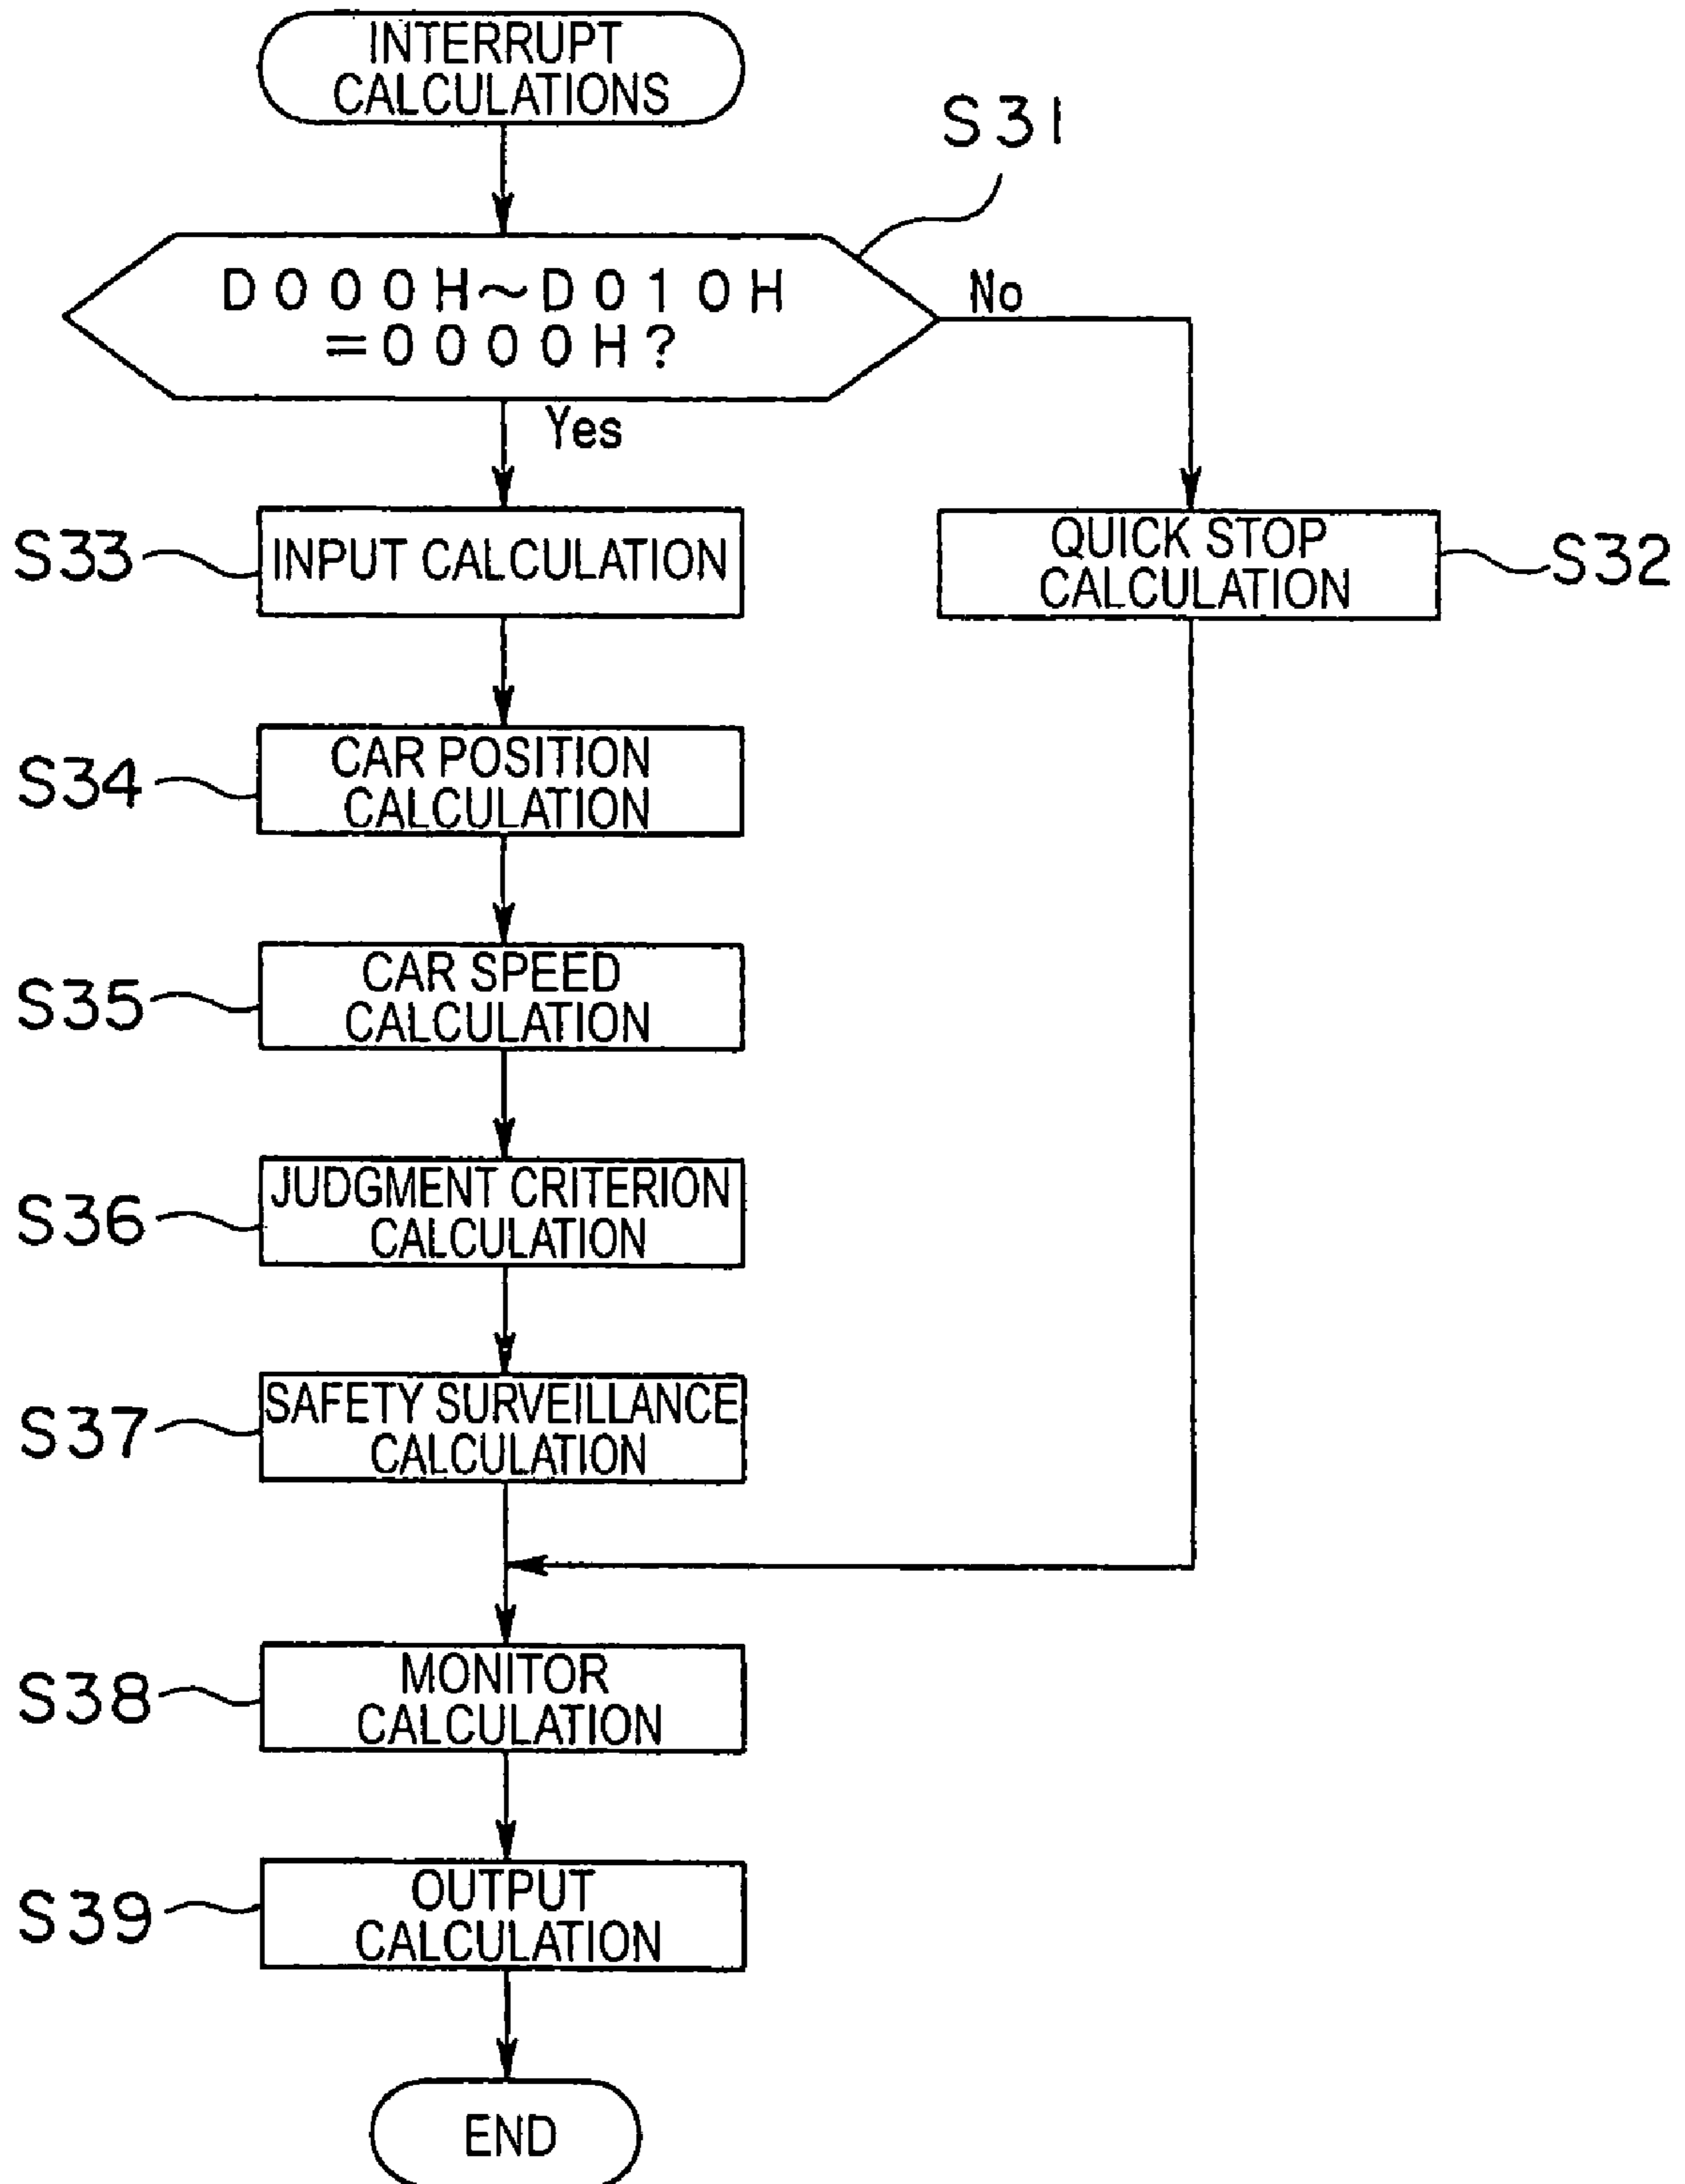 INTERRUPT
CALCULATIONS
S31
D000H~D010H
=0000H?
No
Yes
S33
INPUT CALCULATION
QUICK STOP
CALCULATION
S32
S34
CAR POSITION
CALCULATION
S35
CAR SPEED
CALCULATION
S36
JUDGMENT CRITERION
CALCULATION
S37
SAFETY SURVEILLANCE
CALCULATION
S38
MONITOR
CALCULATION
S39
OUTPUT
CALCULATION
END